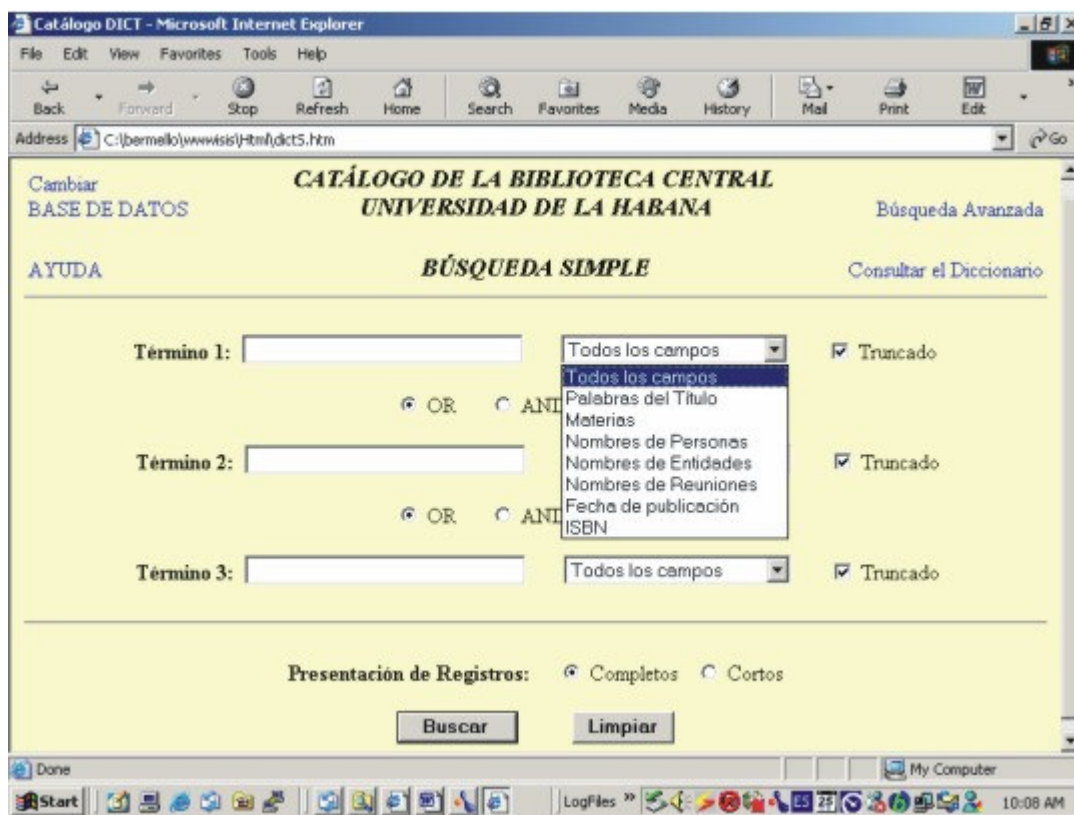 Catálogo DICT - Microsoft Internet Explorer
File Edit View Favorites Tools Help
Back Forward Stop Refresh Home Search Favorites Media History Mail Print Edit
Address C:\bermello\wwwisis\Html\dict5.htm Go
Cambiar
BASE DE DATOS
CATÁLOGO DE LA BIBLIOTECA CENTRAL
UNIVERSIDAD DE LA HABANA
Búsqueda Avanzada
AYUDA
BÚSQUEDA SIMPLE
Consultar el Diccionario
Término 1: Todos los campos Truncado
Todos los campos
Palabras del Título
Materias
Nombres de Personas
Nombres de Entidades
Nombres de Reuniones
Fecha de publicación
ISBN
OR AND
Término 2: Truncado
OR AND
Término 3: Todos los campos Truncado
Presentación de Registros: Completos Cortos
Buscar Limpiar
Done My Computer
Start LogFiles » ES 25 10:08 AM